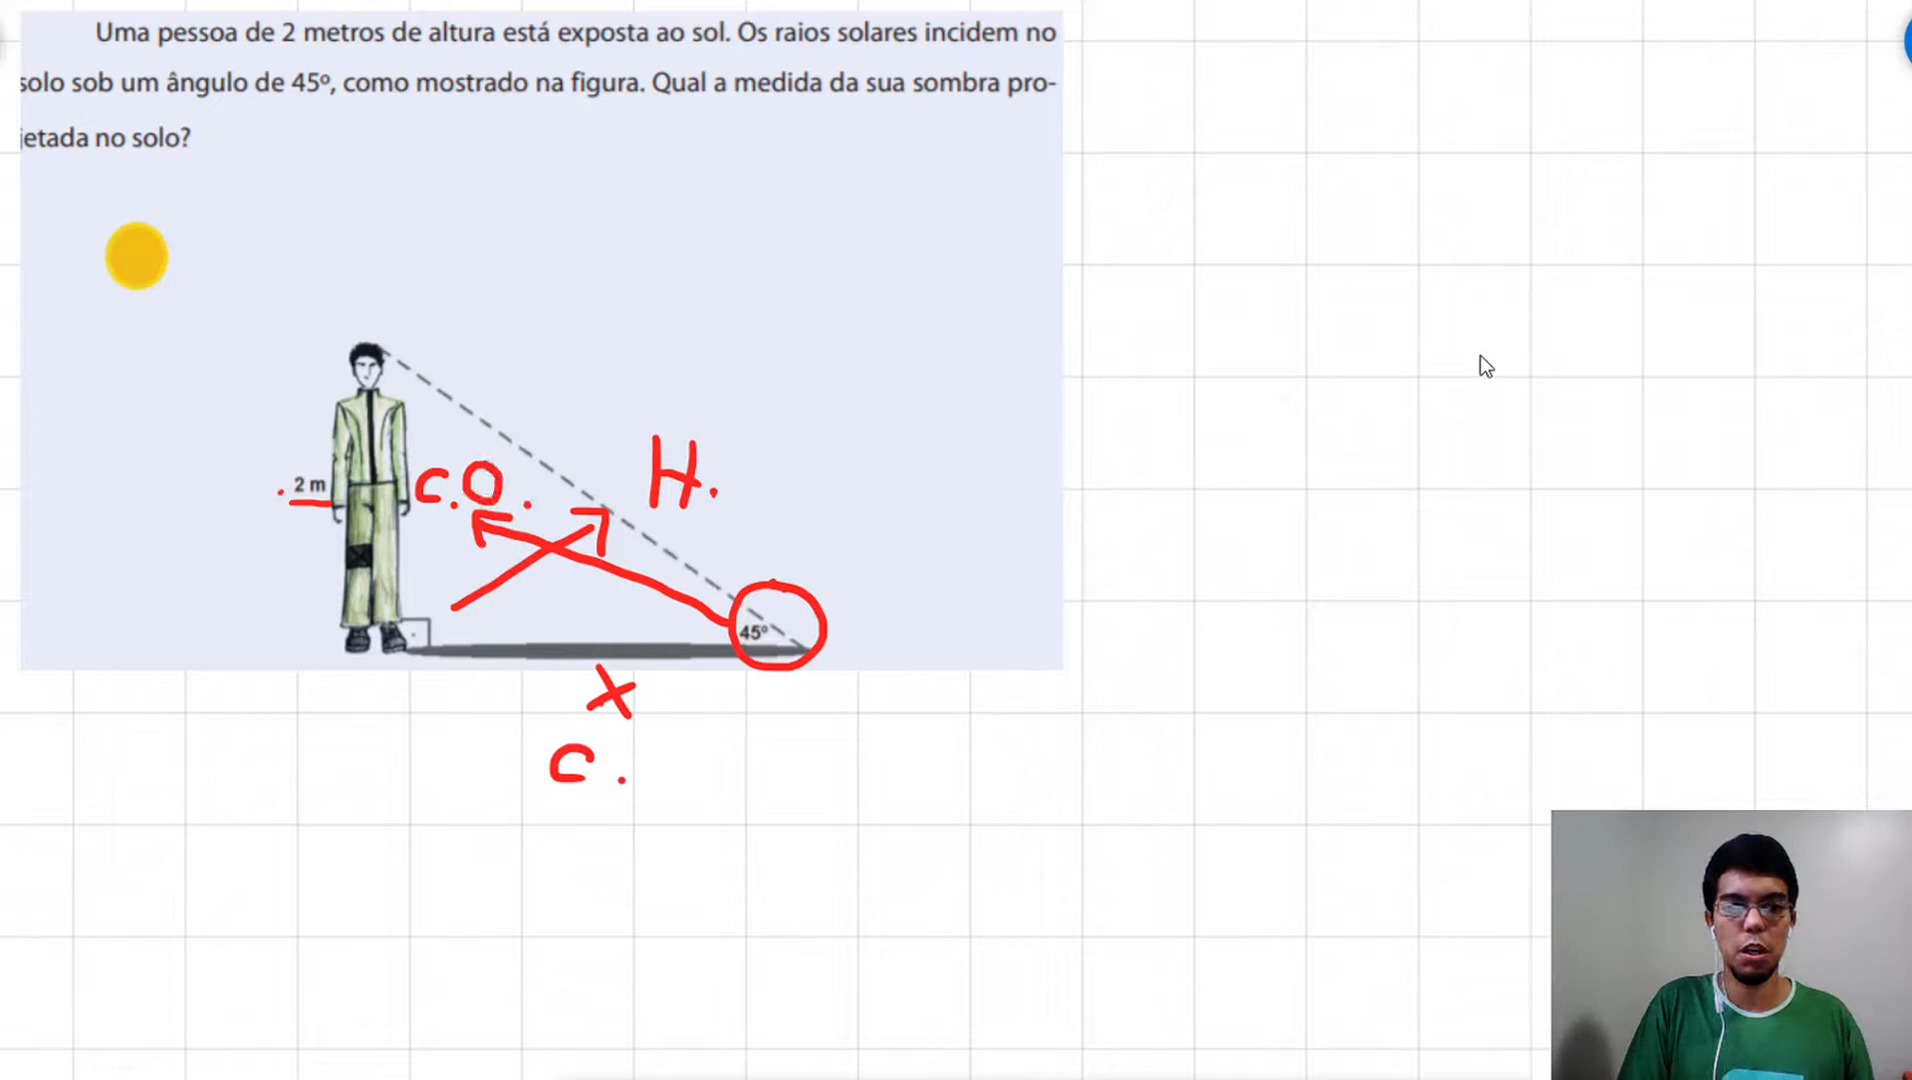 Uma pessoa de 2 metros de altura está exposta ao sol. Os raios solares incidem no
solo sob um ângulo de 45º, como mostrado na figura. Qual a medida da sua sombra pro-
jetada no solo?
H.
2 m
C.O.
45º
X
C.